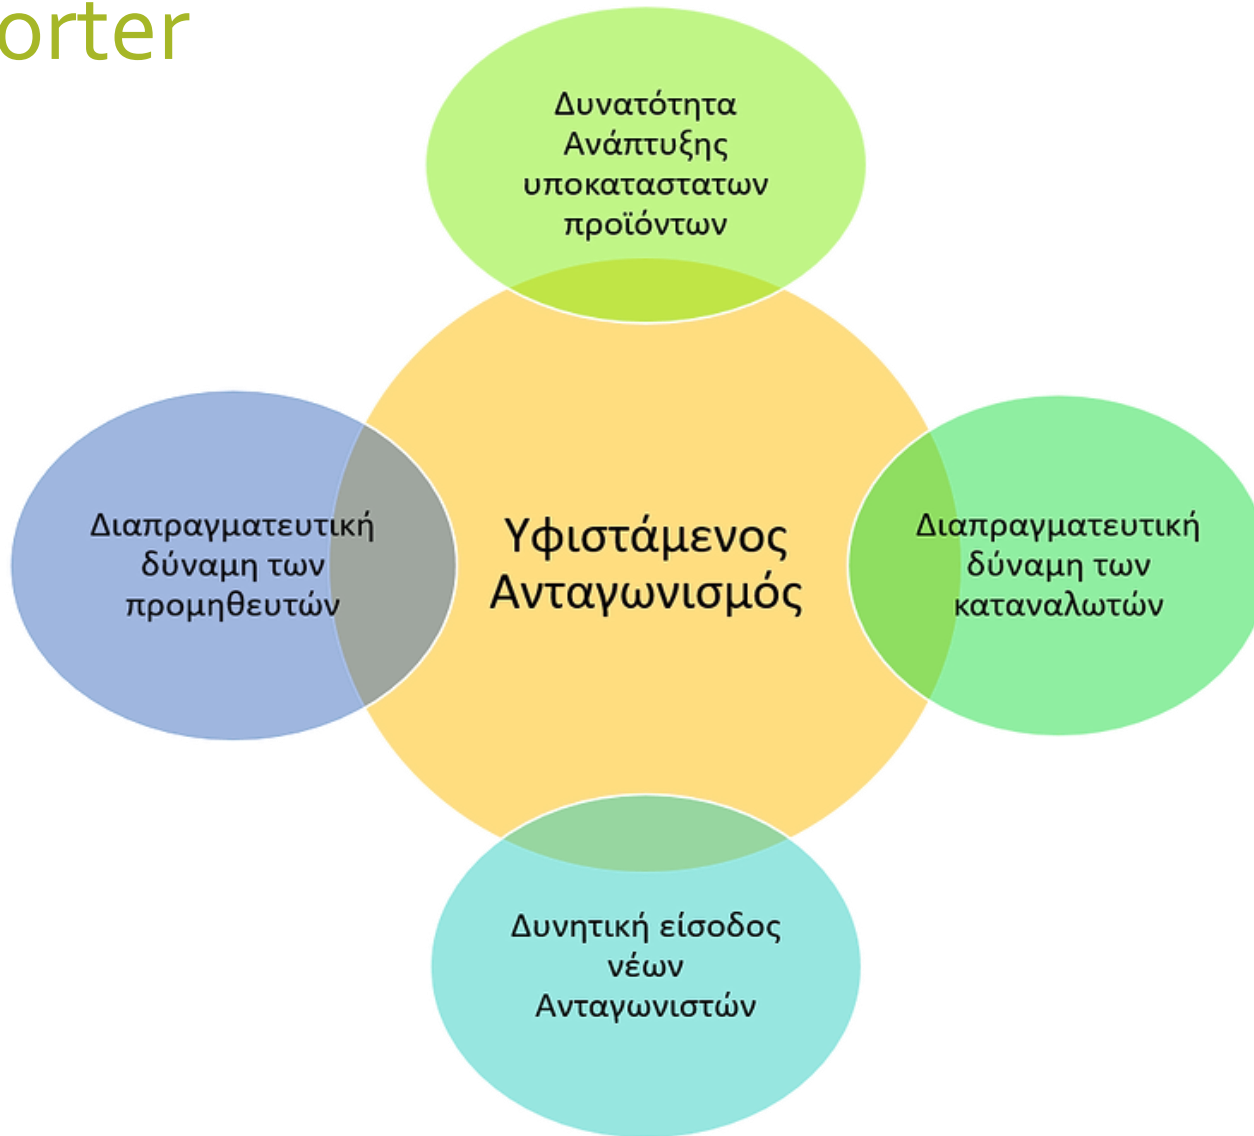 orter
Δυνατότητα
Ανάπτυξης
υποκαταστατων
προϊόντων
Διαπραγματευτική
δύναμη των
προμηθευτών
Υφιστάμενος
Ανταγωνισμός
Διαπραγματευτική
δύναμη των
καταναλωτών
Δυνητική είσοδος
νέων
Ανταγωνιστών